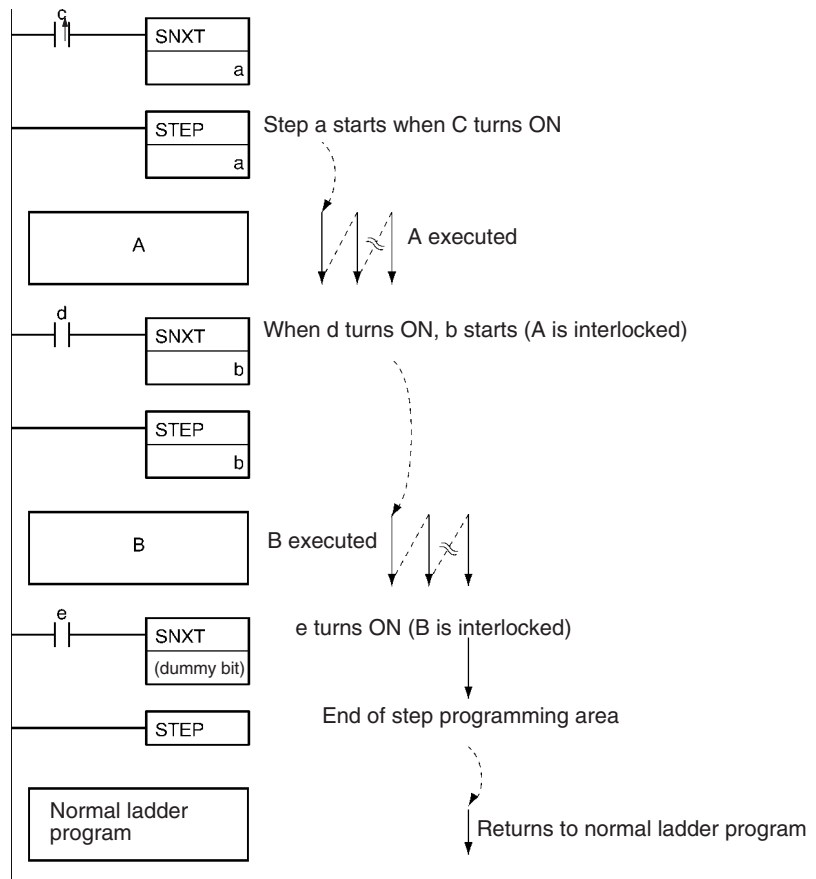 c
SNXT
a
STEP
a
Step a starts when C turns ON
A
A executed
d
SNXT
b
When d turns ON, b starts (A is interlocked)
STEP
b
B
B executed
e
SNXT
(dummy bit)
e turns ON (B is interlocked)
STEP
End of step programming area
Normal ladder
program
Returns to normal ladder program